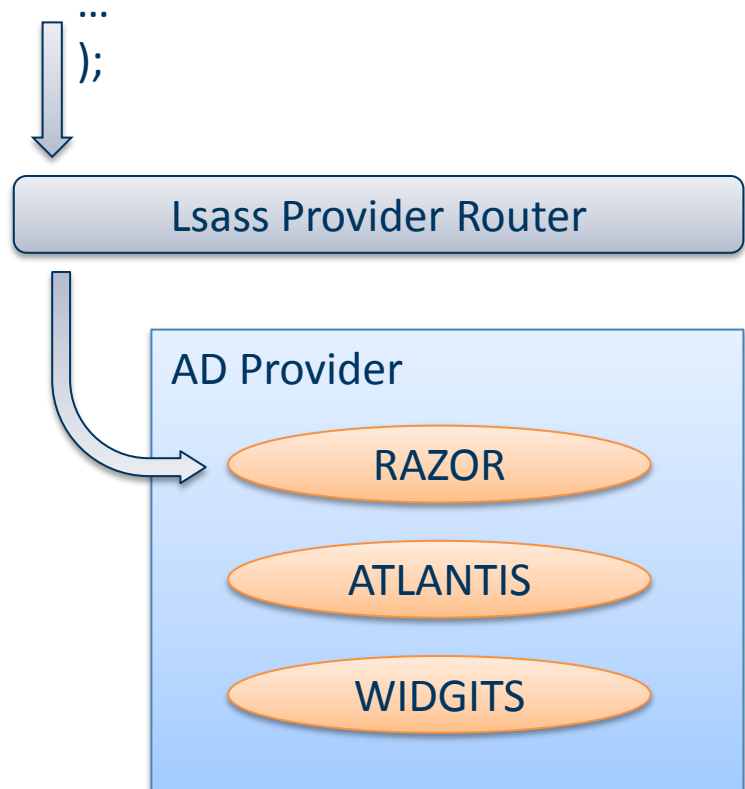 ...
);
Lsass Provider Router
AD Provider
RAZOR
ATLANTIS
WIDGITS